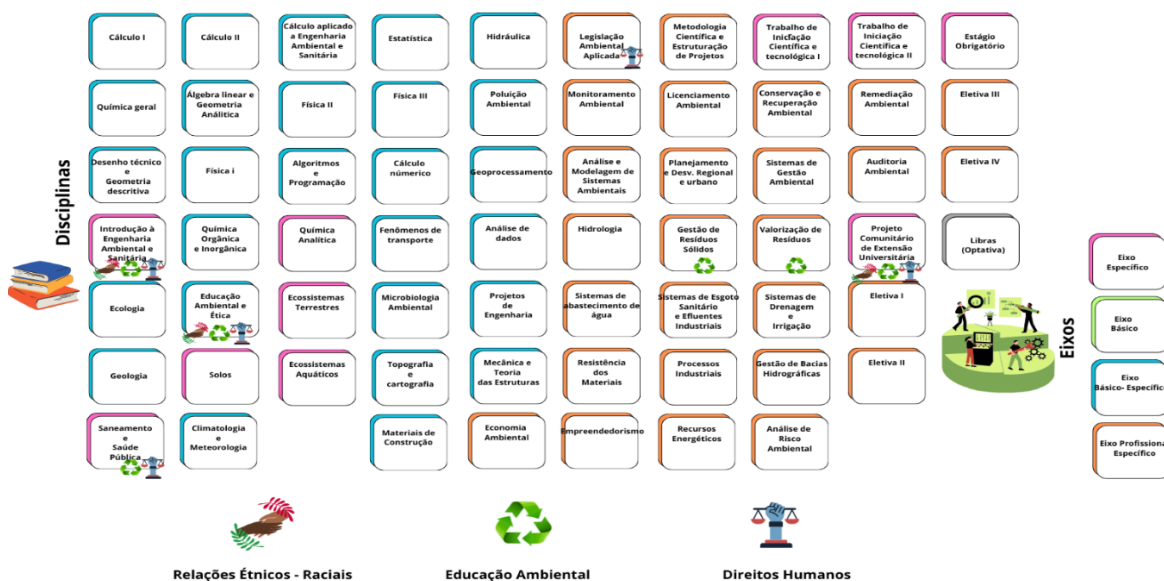 Disciplinas
Cálculo I
Cálculo II
Cálculo aplicado
a Engenharia
Ambiental e
Sanitária
Estatística
Hidráulica
Legislação
Ambiental
Aplicada
Metodologia
Científica e
Estruturação
de Projetos
Trabalho de
Iniciação
Científica e
tecnológica I
Trabalho de
Iniciação
Científica e
tecnológica II
Estágio
Obrigatório
Química geral
Álgebra linear e
Geometria
Análitica
Física II
Física III
Poluição
Ambiental
Monitoramento
Ambiental
Licenciamento
Ambiental
Conservação e
Recuperação
Ambiental
Remediação
Ambiental
Eletiva III
Desenho técnico
e
Geometria
descritiva
Física i
Algoritmos
e Programação
Cálculo
númerico
Geoprocessamento
Análise e
Modelagem de
Sistemas
Ambientais
Planejamento
e Desv. Regional
e urbano
Sistemas de
Gestão
Ambiental
Auditoria
Ambiental
Eletiva IV
Introdução à
Engenharia
Ambiental e
Sanitária
Química
Orgânica
e Inorgânica
Química
Analítica
Fenômenos de
transporte
Análise de
dados
Hidrologia
Gestão de
Resíduos
Sólidos
Valorização de
Resíduos
Projeto
Comunitário
de Extensão
Universitária
Libras
(Optativa)
Ecologia
Educação
Ambiental e
Ética
Ecossistemas
Terrestres
Microbiologia
Ambiental
Projetos
de Engenharia
Sistemas de
abastecimento de
água
Sistemas de Esgoto
Sanitário
e Efluentes
Industriais
Sistemas de
Drenagem
e
Irrigação
Eletiva I
Geologia
Solos
Ecossistemas
Aquáticos
Topografia
e
cartografia
Mecânica e
Teoria
das Estruturas
Resistência
dos
Materiais
Processos
Industriais
Gestão de Bacias
Hidrográficas
Eletiva II
Saneamento
e
Saúde
Pública
Climatologia
e
Meteorologia
Materiais de
Construção
Economia
Ambiental
Empreendedorismo
Recursos
Energéticos
Análise de
Risco
Ambiental
Eixos
Eixo
Específico
Eixo
Básico
Eixo
Básico- Específico
Eixo Profissional
Específico
Relações Étnicos - Raciais
Educação Ambiental
Direitos Humanos